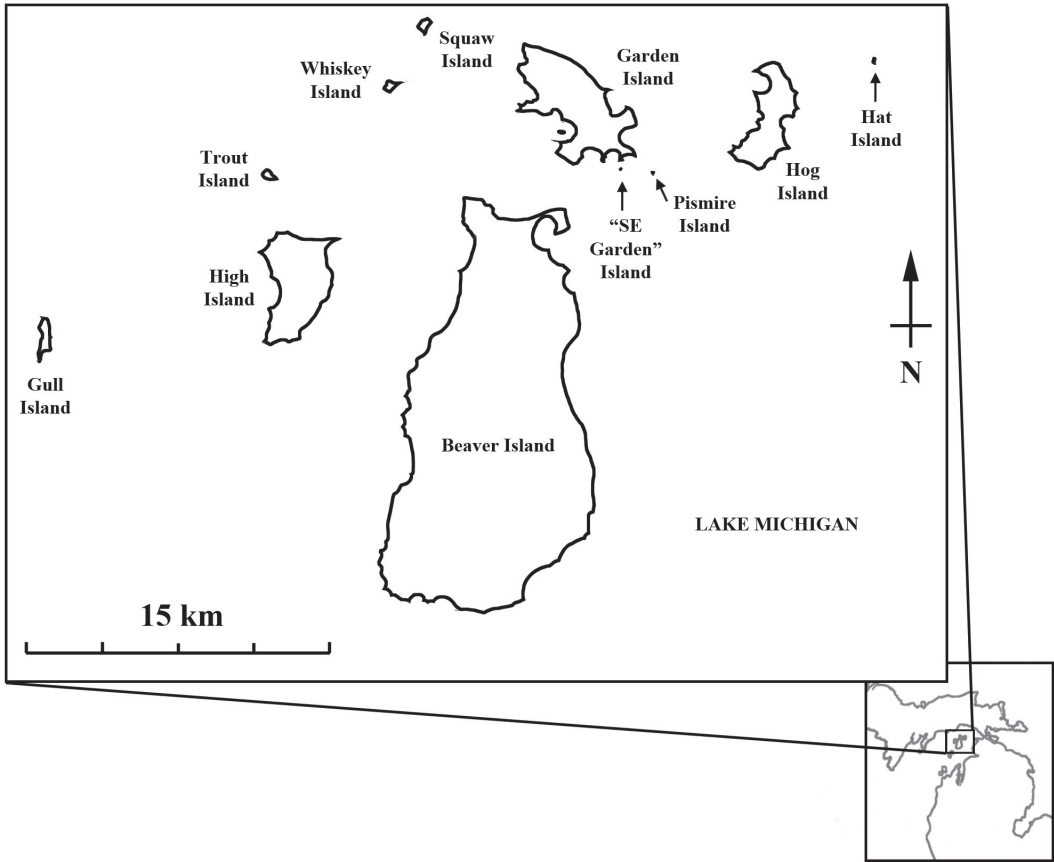 Squaw
Island
Whiskey
Island
Garden
Island
Hat
Island
Trout
Island
Hog
Island
Pismire
Island
“SE
Garden”
Island
High
Island
Gull
Island
N
Beaver Island
LAKE MICHIGAN
15 km